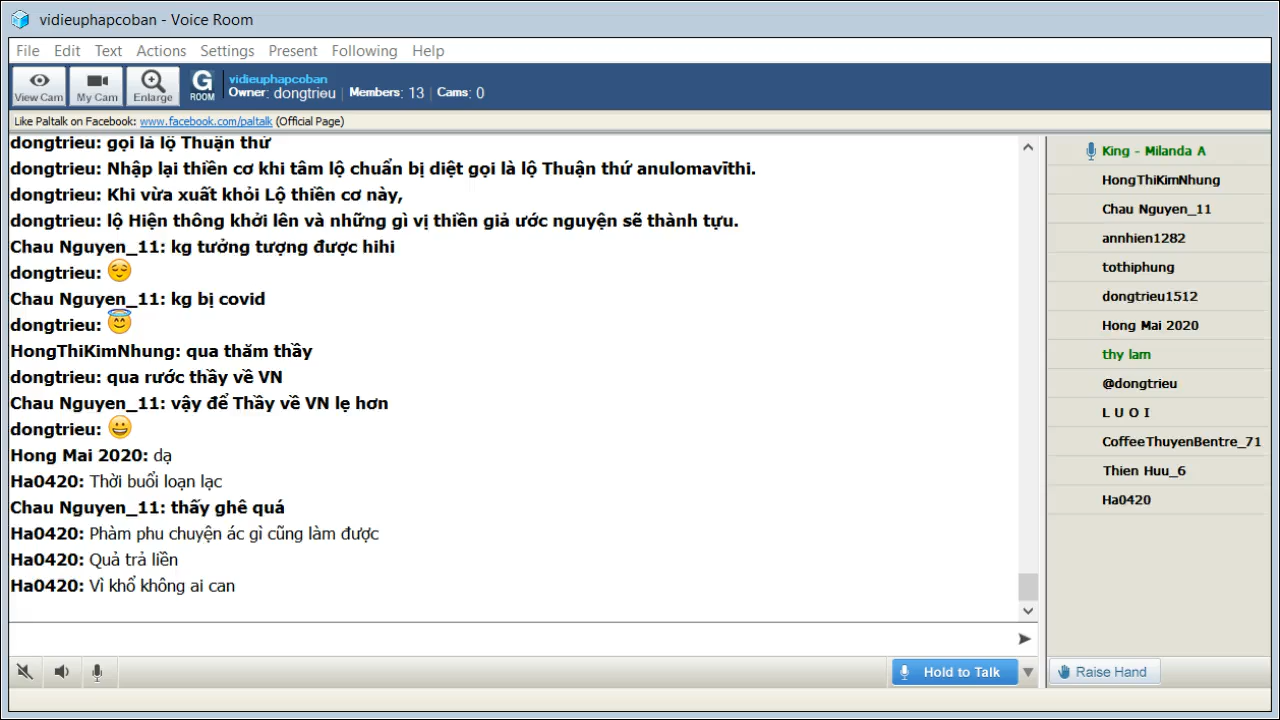 vidieuphapcoban - Voice Room
File Edit Text Actions Settings Present Following Help
View Cam
My Cam
Enlarge
G
ROOM
vidieuphapcoban
Owner: dongtrieu | Members: 13 | Cams: 0
Like Paltalk on Facebook: www.facebook.com/paltalk (Official Page)
dongtrieu: gọi là lộ Thuận thứ
dongtrieu: Nhập lại thiền cơ khi tâm lộ chuẩn bị diệt gọi là lộ Thuận thứ anulomavīthi.
dongtrieu: Khi vừa xuất khỏi Lộ thiền cơ này,
dongtrieu: lộ Hiện thông khởi lên và những gì vị thiền giả ước nguyện sẽ thành tựu.
Chau Nguyen_11: kg tưởng tượng được hihi
dongtrieu:
Chau Nguyen_11: kg bị covid
dongtrieu:
HongThiKimNhung: qua thăm thầy
dongtrieu: qua rước thầy về VN
Chau Nguyen_11: vậy để Thầy về VN lẹ hơn
dongtrieu:
Hong Mai 2020: dạ
Ha0420: Thời buổi loạn lạc
Chau Nguyen_11: thấy ghê quá
Ha0420: Phàm phu chuyện ác gì cũng làm được
Ha0420: Quả trả liền
Ha0420: Vì khổ không ai can
King - Milanda A
HongThiKimNhung
Chau Nguyen_11
annhien1282
tothiphung
dongtrieu1512
Hong Mai 2020
thy lam
@dongtrieu
L U O I
CoffeeThuyenBentre_71
Thien Huu_6
Ha0420
Hold to Talk
Raise Hand